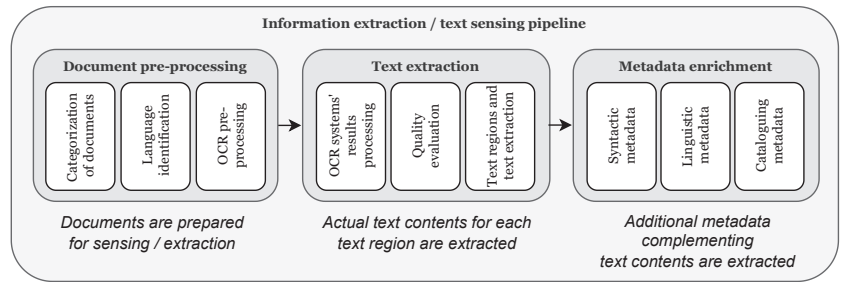 Information extraction / text sensing pipeline
Document pre-processing
Categorization
of documents
Language
identification
OCR pre-
processing
Documents are prepared
for sensing / extraction
Text extraction
OCR systems'
results
processing
Quality
evaluation
Text regions and
text extraction
Actual text contents for each
text region are extracted
Metadata enrichment
Syntactic
metadata
Linguistic
metadata
Cataloguing
metadata
Additional metadata
complementing
text contents are extracted